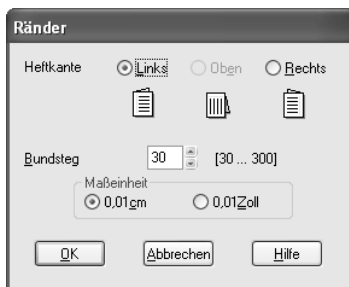 Ränder
Heftkante Links Oben Rechts
Bundsteg 30 [30 ... 300]
Maßeinheit
0,01cm 0,01Zoll
OK Abbrechen Hilfe